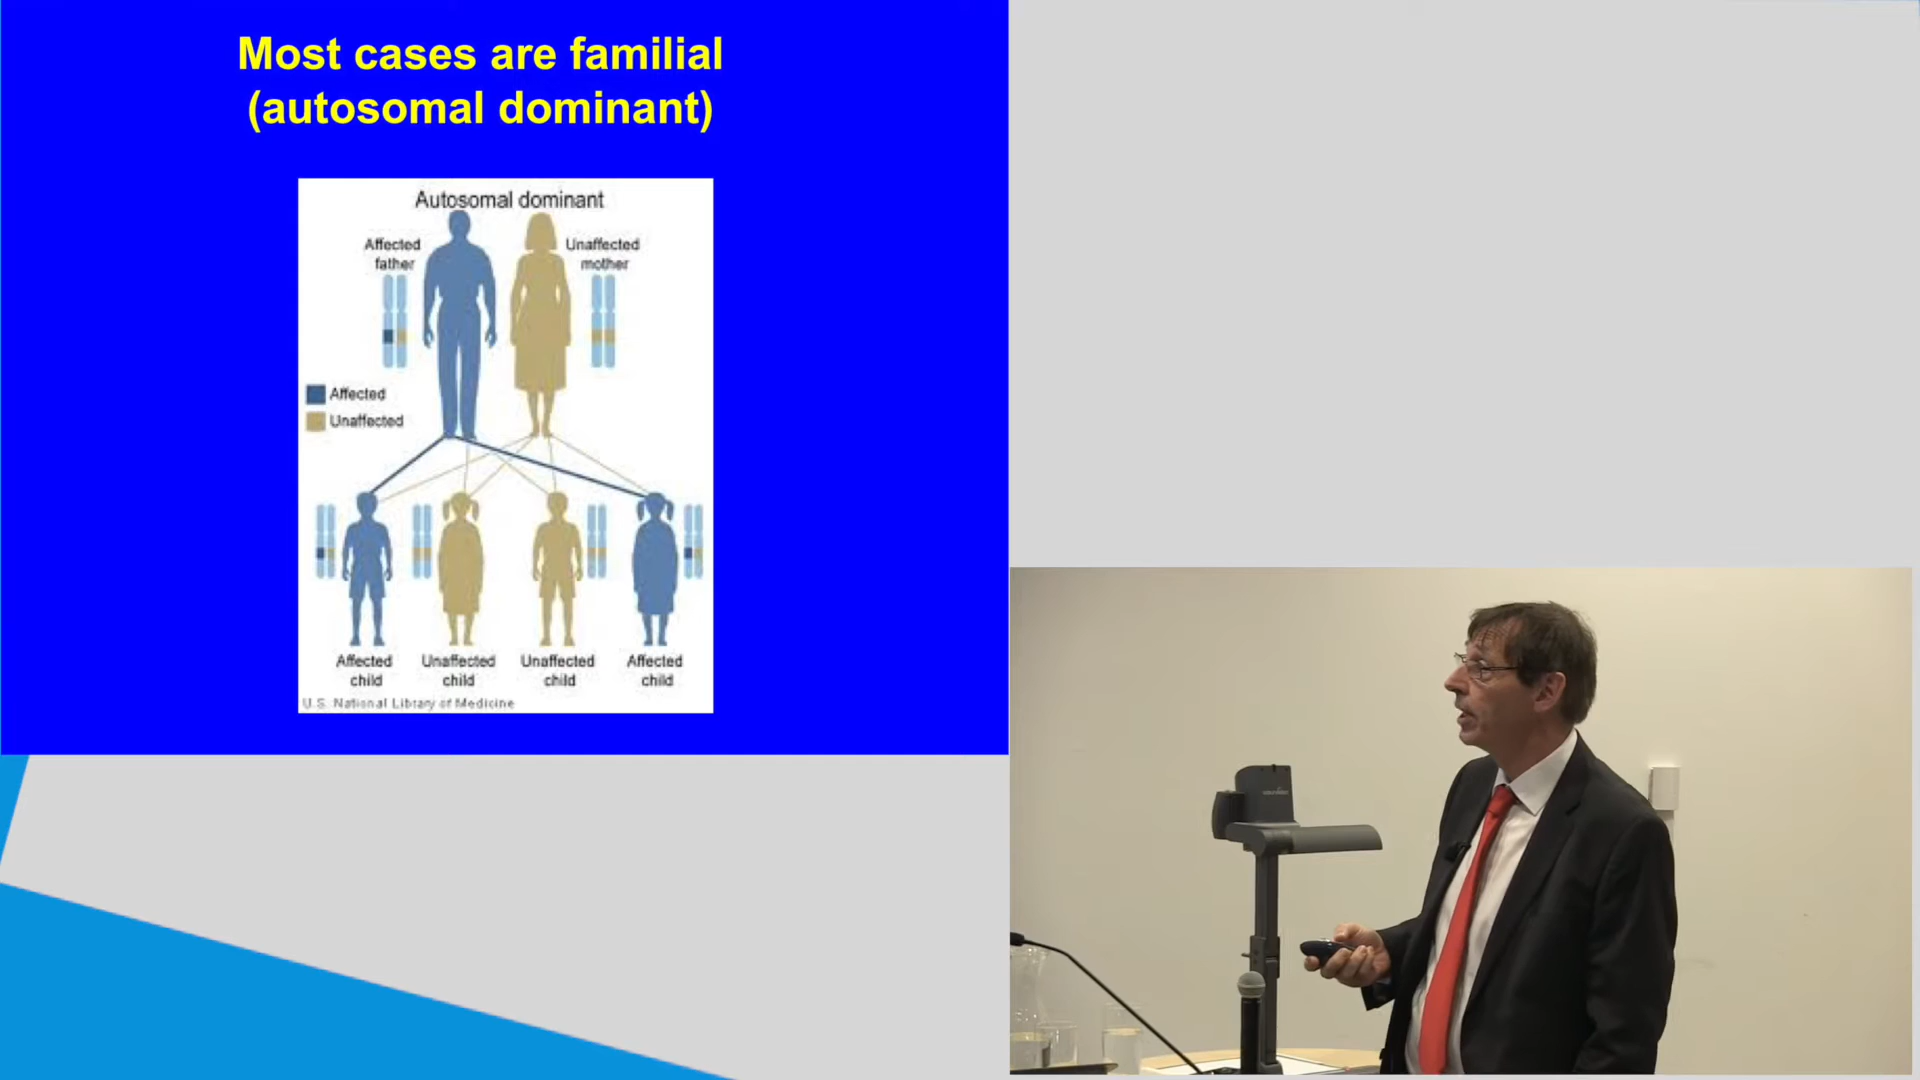 Most cases are familial
(autosomal dominant)
Autosomal dominant
Affected
father
Unaffected
mother
Affected
Unaffected
Affected
child
Unaffected
child
Unaffected
child
Affected
child
U.S. National Library of Medicine